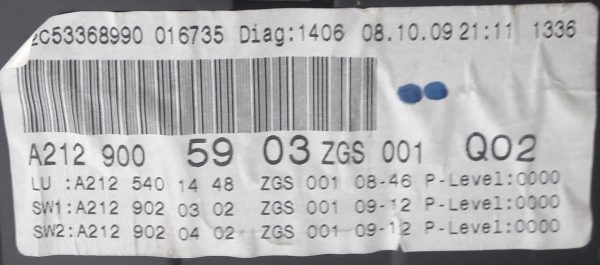 2C53368990 016735 Diag:1406 08.10.09 21:11 1336
A212 900 59 03 ZGS 001 Q02
LU :A212 540 14 48 ZGS 001 08-46 P-Level:0000
SW1:A212 902 03 02 ZGS 001 09-12 P-Level:0000
SW2:A212 902 04 02 ZGS 001 09-12 P-Level:0000